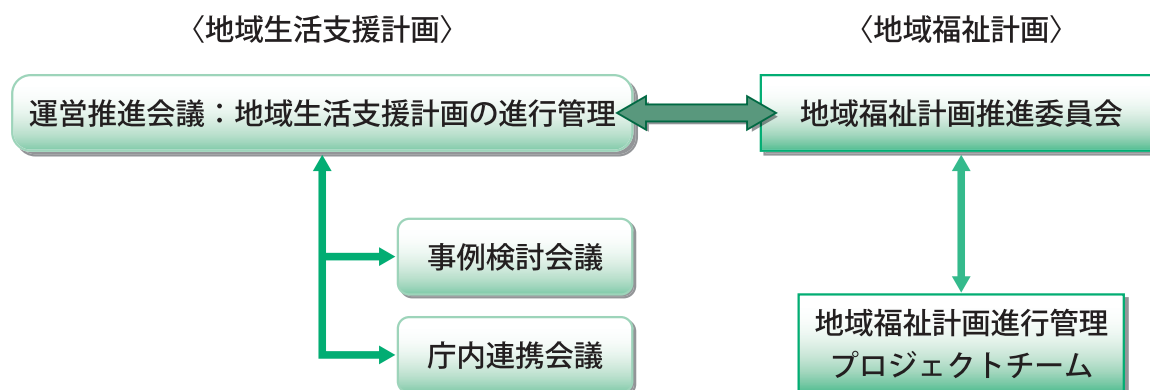 〈地域生活支援計画〉
〈地域福祉計画〉
運営推進会議：地域生活支援計画の進行管理
地域福祉計画推進委員会
事例検討会議
庁内連携会議
地域福祉計画進行管理
プロジェクトチーム